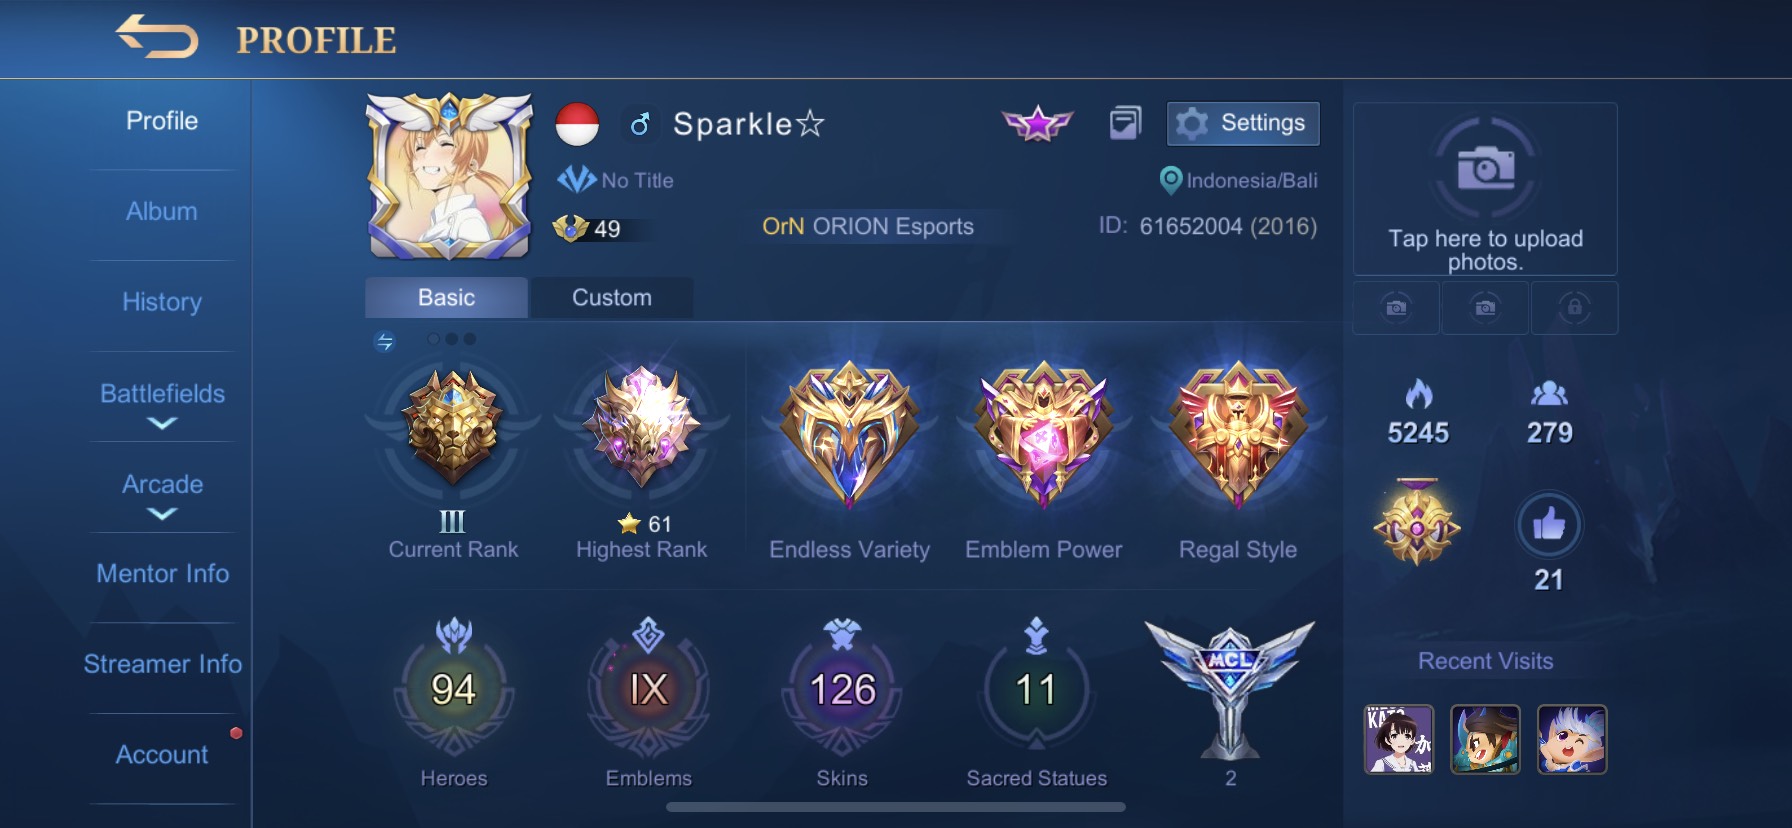 PROFILE
Profile
Album
History
Battlefields
Arcade
Mentor Info
Streamer Info
Account
Sparkle☆
Settings
No Title
Indonesia/Bali
49
OrN ORION Esports
ID: 61652004 (2016)
Basic
Custom
III
Current Rank
61
Highest Rank
Endless Variety
Emblem Power
Regal Style
94
Heroes
IX
Emblems
126
Skins
11
Sacred Statues
MCL
2
Tap here to upload
photos.
5245
279
21
Recent Visits
KATO